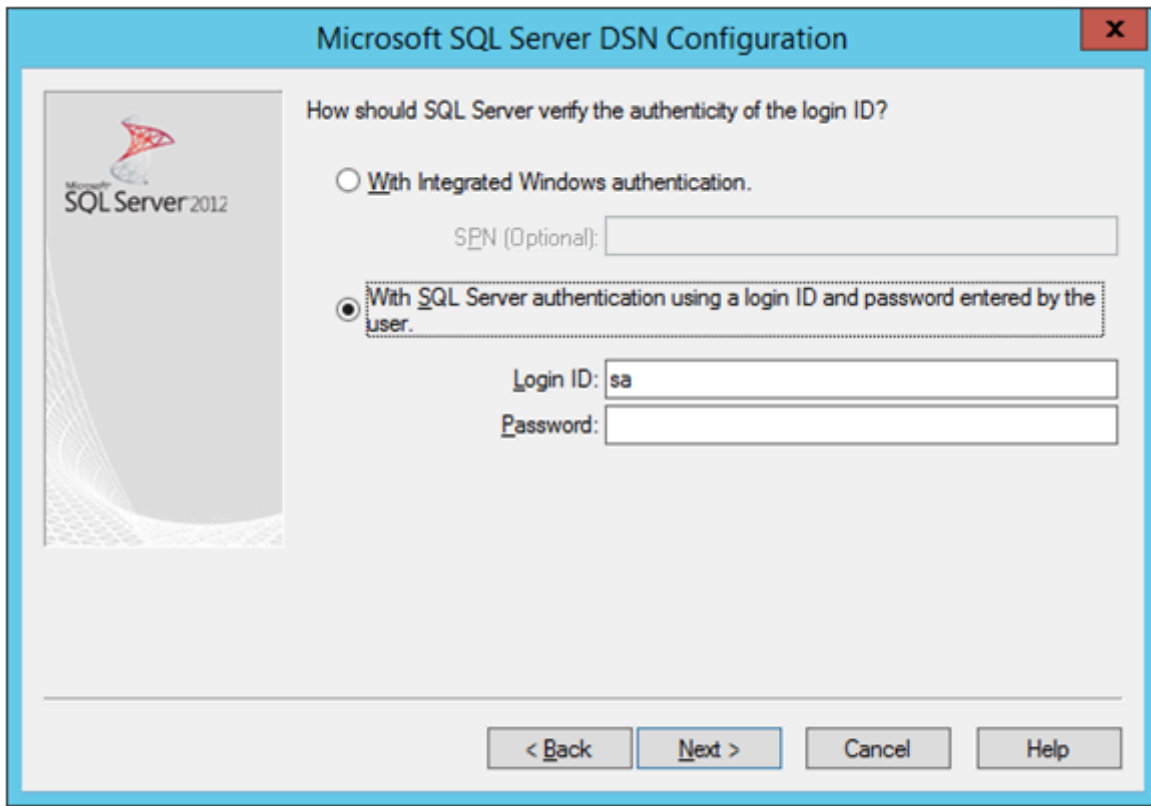 Microsoft SQL Server DSN Configuration
x
Microsoft
SQL Server 2012
How should SQL Server verify the authenticity of the login ID?
With Integrated Windows authentication.
SPN (Optional):
With SQL Server authentication using a login ID and password entered by the
user.
Login ID: sa
Password:
< Back Next > Cancel Help